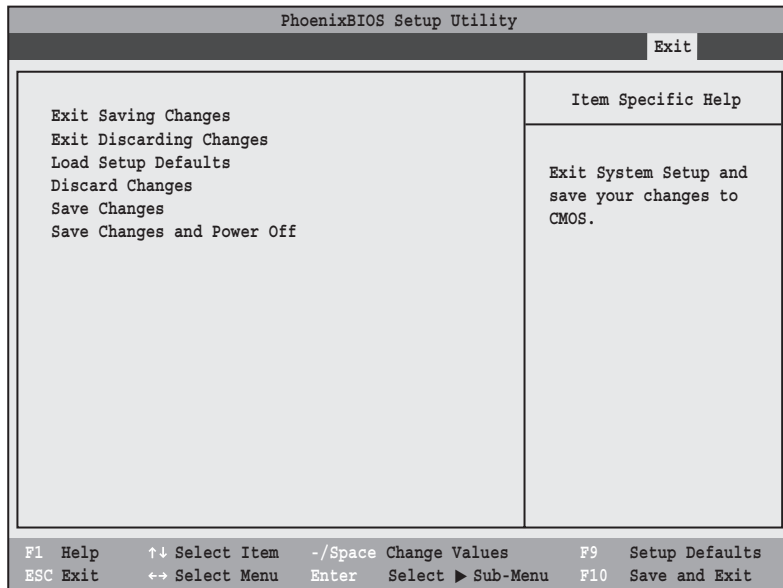 PhoenixBIOS Setup Utility
Exit
Exit Saving Changes
Exit Discarding Changes
Load Setup Defaults
Discard Changes
Save Changes
Save Changes and Power Off
Item Specific Help
Exit System Setup and
save your changes to
CMOS.
F1 Help ↑↓ Select Item -/Space Change Values F9 Setup Defaults
ESC Exit ←→ Select Menu Enter Select ▶ Sub-Menu F10 Save and Exit